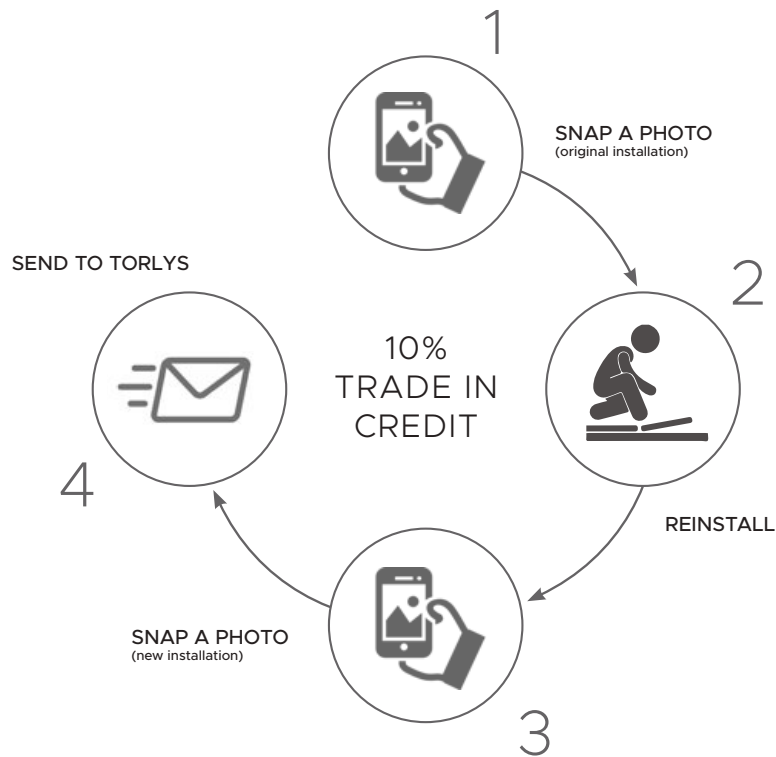 1
SNAP A PHOTO
(original installation)
2
REINSTALL
3
SNAP A PHOTO
(new installation)
4
SEND TO TORLYS
10%
TRADE IN
CREDIT